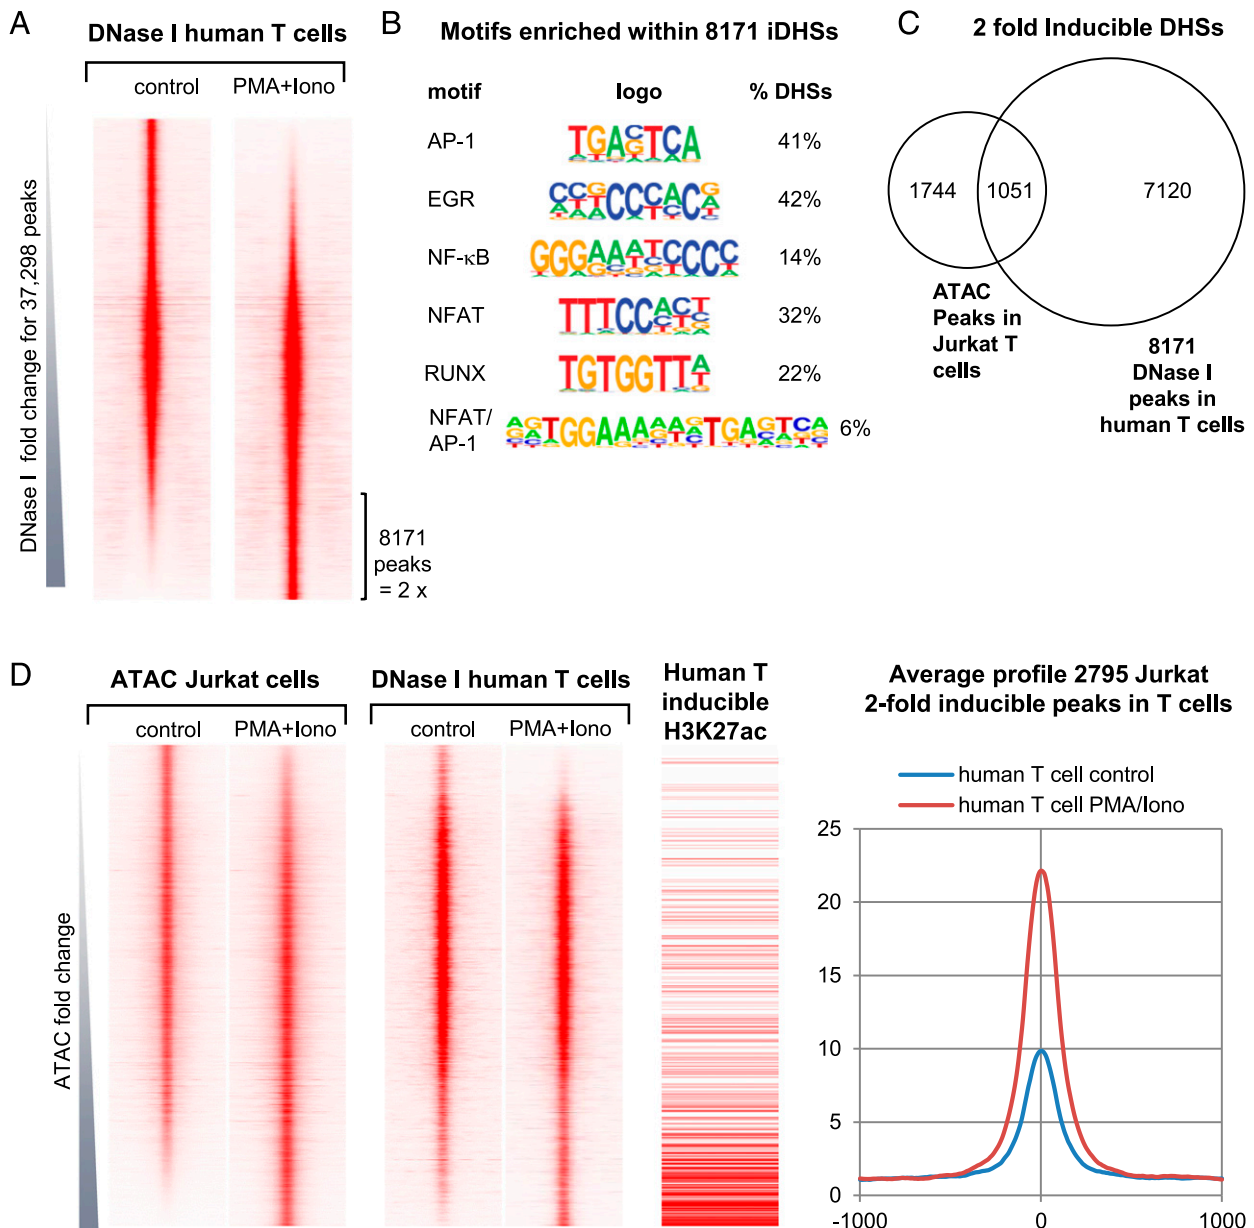 A
DNase I human T cells
control
PMA+Iono
DNase I fold change for 37,298 peaks
8171
peaks
= 2 x
B
Motifs enriched within 8171 iDHSs
motif logo % DHSs
AP-1 TGACTCA 41%
EGR 42%
NF-κB 14%
NFAT 32%
RUNX TGTGGTTA 22%
NFAT/
AP-1
6%
C
2 fold Inducible DHSs
1744
1051
7120
ATAC
Peaks in
Jurkat T
cells
8171
DNase I
peaks in
human T cells
D
ATAC Jurkat cells
control
PMA+Iono
ATAC fold change
DNase I human T cells
control
PMA+Iono
Human T
inducible
H3K27ac
Average profile 2795 Jurkat
2-fold inducible peaks in T cells
human T cell control
human T cell PMA/Iono
25
20
15
10
5
0
-1000
0
1000